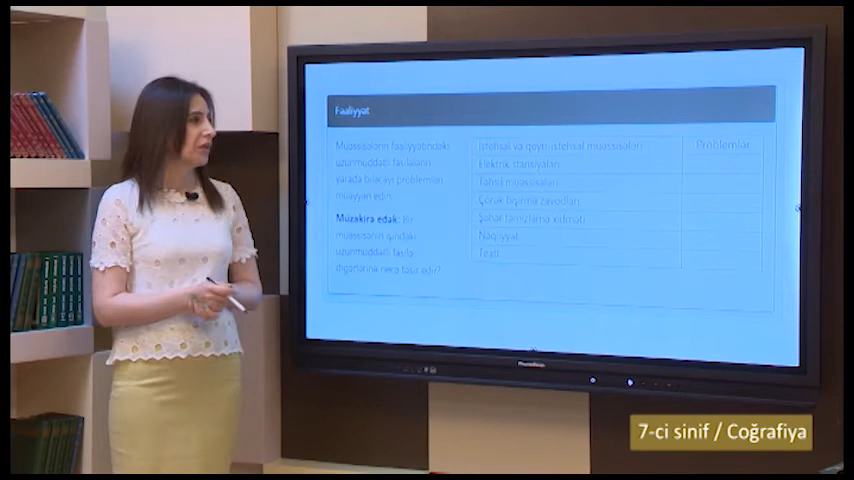 Fəaliyyət
Müəssisələrin fəaliyyətindəki
uzunmüddətli fasilələrin
yarada biləcəyi problemləri
müəyyən edin.
Müzakirə edək: Bir
müəssisənin işindəki
uzunmüddətli fasilə
digərlərinə necə təsir edir?
İstehsal və qeyri-istehsal müəssisələri
Problemlər
Elektrik stansiyaları
Təhsil müəssisələri
Çörək bişirmə zavodları
Şəhər təmizləmə xidməti
Nəqliyyat
Teatr
7-ci sinif / Coğrafiya